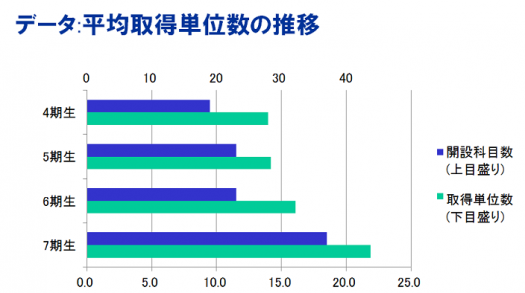 データ:平均取得単位数の推移
0 10 20 30 40
4期生
5期生
6期生
7期生
0.0 5.0 10.0 15.0 20.0 25.0
開設科目数
(上目盛り)
取得単位数
(下目盛り)